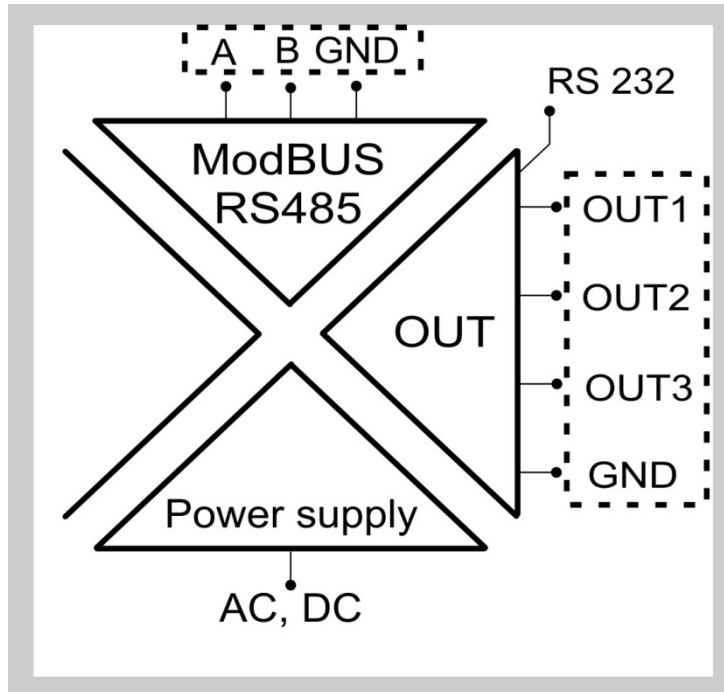 A B GND
RS 232
ModBUS
RS485
OUT1
OUT2
OUT
OUT3
GND
Power supply
AC, DC